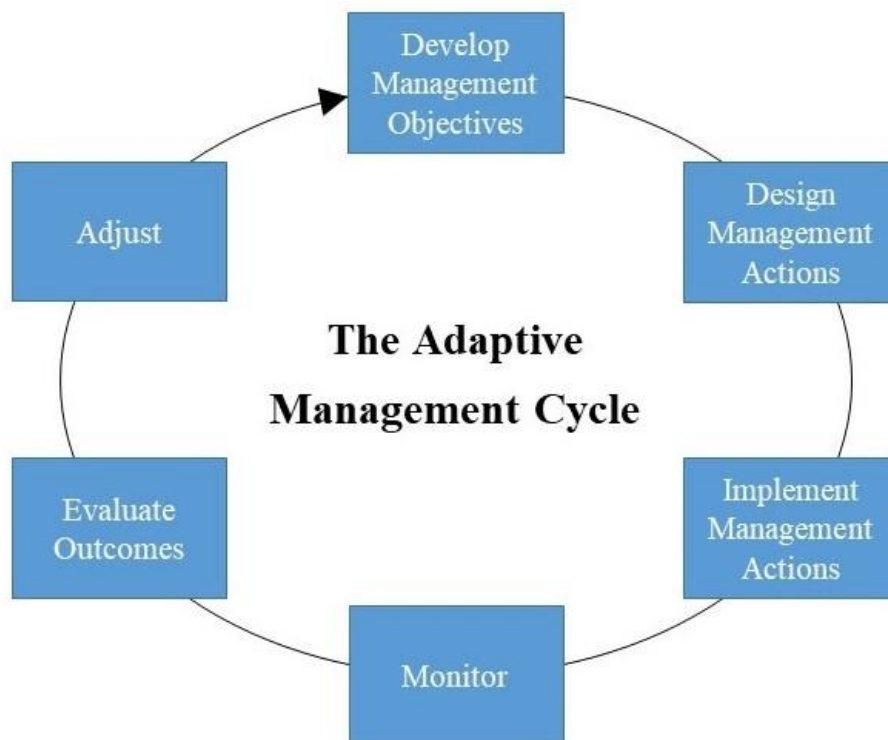 Develop
Management
Objectives
Design
Management
Actions
Implement
Management
Actions
Monitor
Evaluate
Outcomes
Adjust
The Adaptive
Management Cycle